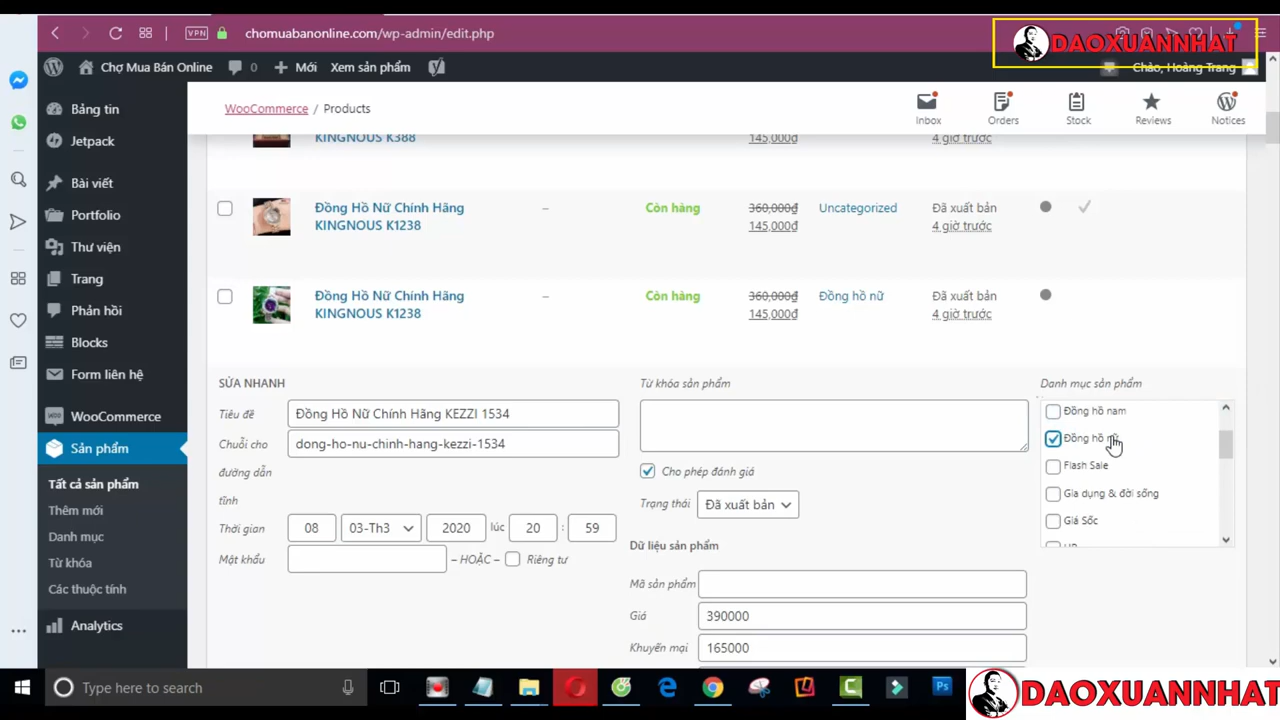 VPN chomuabanonline.com/wp-admin/edit.php
DAOXUANNHAT
Chợ Mua Bán Online 0 Mới Xem sản phẩm Chào, Hoàng Trang
Bảng tin
Jetpack
Bài viết
Portfolio
Thư viện
Trang
Phản hồi
Blocks
Form liên hệ
WooCommerce
Sản phẩm
Tất cả sản phẩm
Thêm mới
Danh mục
Từ khóa
Các thuộc tính
Analytics
WooCommerce / Products
Inbox Orders Stock Reviews Notices
KINGNOUS K388 145,000₫ 4 giờ trước
Đồng Hồ Nữ Chính Hãng – Còn hàng 360,000₫ Uncategorized Đã xuất bản
KINGNOUS K1238 145,000₫ 4 giờ trước
Đồng Hồ Nữ Chính Hãng – Còn hàng 360,000₫ Đồng hồ nữ Đã xuất bản
KINGNOUS K1238 145,000₫ 4 giờ trước
SỬA NHANH
Tiêu đề Đồng Hồ Nữ Chính Hãng KEZZI 1534
Chuỗi cho dong-ho-nu-chinh-hang-kezzi-1534
đường dẫn
tĩnh
Thời gian 08 03-Th3 2020 lúc 20 : 59
Mật khẩu – HOẶC – Riêng tư
Từ khóa sản phẩm
Cho phép đánh giá
Trạng thái Đã xuất bản
Dữ liệu sản phẩm
Mã sản phẩm
Giá 390000
Khuyến mại 165000
Danh mục sản phẩm
Đồng hồ nam
Đồng hồ
Flash Sale
Gia dụng & đời sống
Giá Sốc
Type here to search
Ps
DAOXUANNHAT